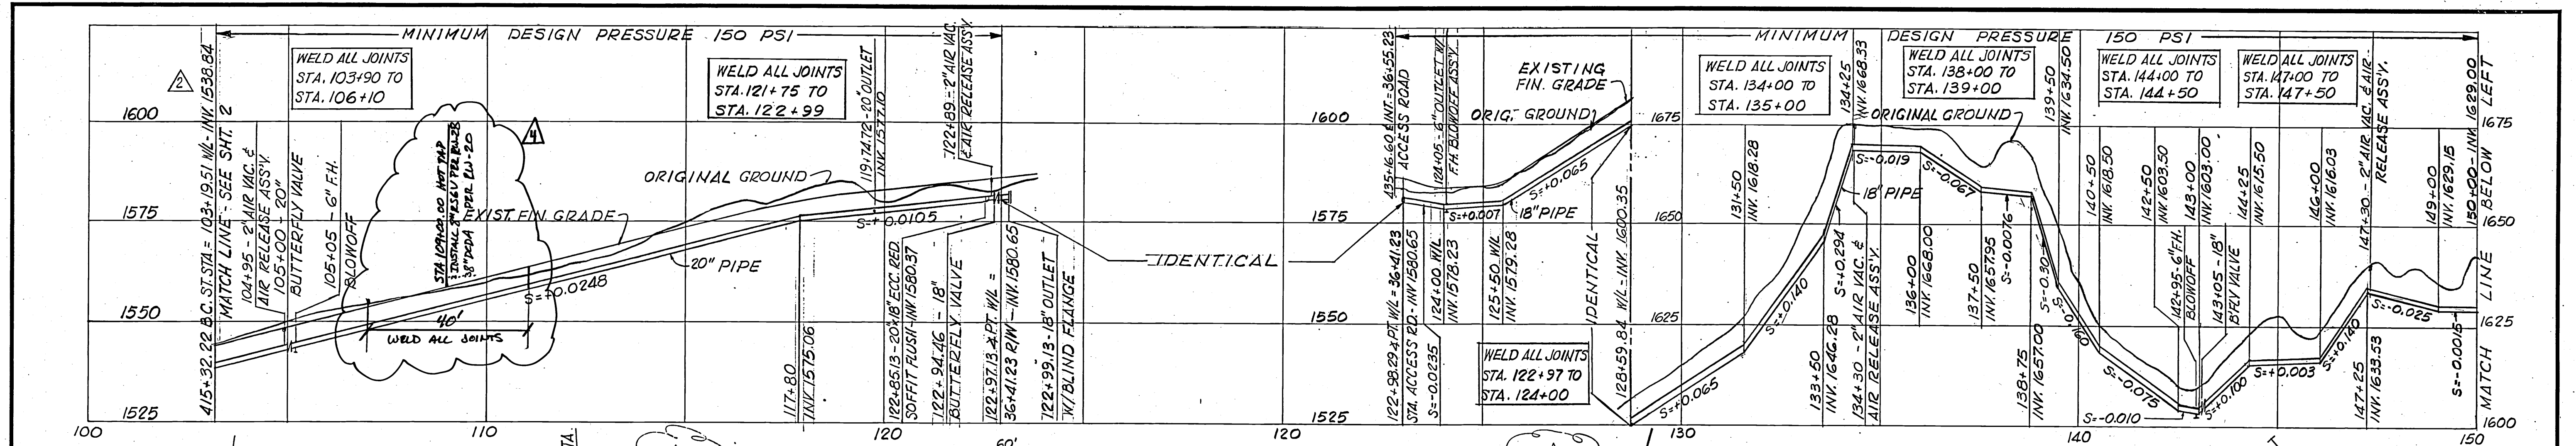 MINIMUM DESIGN PRESSURE 150 PSI
MINIMUM DESIGN PRESSURE 150 PSI
2
WELD ALL JOINTS
STA. 103+90 TO
STA. 106+10
WELD ALL JOINTS
STA. 121+75 TO
STA. 122+99
WELD ALL JOINTS
STA. 134+00 TO
STA. 135+00
WELD ALL JOINTS
STA. 138+00 TO
STA. 139+00
WELD ALL JOINTS
STA. 144+00 TO
STA. 144+50
WELD ALL JOINTS
STA. 147+00 TO
STA. 147+50
WELD ALL JOINTS
STA. 122+97 TO
STA. 124+00
1600
1575
1550
1525
415+32.22 B.C. ST. STA. = 103+19.51 W/L - INV. 1538.84
MATCH LINE - SEE SHT. 2
104+95 - 2" AIR VAC. &
AIR RELEASE ASS'Y.
105+00 - 20"
BUTTERFLY VALVE
105+05 - 6" F.H.
BLOWOFF
4
STA 109+00.00 HOT TAP
40'
WELD ALL JOINTS
S=+0.0248
20" PIPE
EXIST. FIN. GRADE
ORIGINAL GROUND
117+80
INV. 1575.06
119+74.72 - 20" OUTLET
INV. 1577.10
S=+0.0105
122+85.13 - 20"x18" ECC. RED.
SOFFIT FLUSH - INV. 1580.37
122+89 - 2" AIR VAC.
& AIR RELEASE ASS'Y.
122+94.46 - 18"
BUTTERFLY VALVE
122+97.13 & PT. W/L =
36+41.23 R/W - INV. 1580.65
122+99.13 - 18" OUTLET
W/BLIND FLANGE
IDENTICAL
1600
1575
1550
1525
435+16.60 E INT. = 36+55.23
ACCESS ROAD
124+05 - 6" OUTLET W/
F.H. BLOWOFF ASS'Y.
122+98.29 & PT. W/L = 36+41.23
STA. ACCESS RD. - INV 1580.65
S=-0.0235
124+00 W/L
INV. 1578.23
S=+0.007
125+50 W/L
INV. 1579.28
18" PIPE
S=+0.065
EXISTING
FIN. GRADE
ORIG. GROUND
IDENTICAL
128+59.84 W/L - INV. 1600.35
1675
1650
1625
S=+0.065
131+50
INV. 1618.28
S=+0.140
133+50
INV. 1646.28
S=+0.294
18" PIPE
134+25
INV. 1668.33
134+30 - 2" AIR VAC. &
AIR RELEASE ASS'Y.
S=-0.019
ORIGINAL GROUND
136+00
INV. 1668.00
S=-0.067
137+50
INV. 1657.95
S=-0.0076
138+75
INV. 1657.00
S=-0.30
139+50
INV. 1634.50
S=-0.160
140+50
INV. 1618.50
S=-0.075
142+50
INV. 1603.50
S=-0.010
142+95 - 6" F.H.
BLOWOFF
143+00
INV. 1603.00
143+05 - 18"
B'FLY VALVE
S=+0.100
144+25
INV. 1615.50
S=+0.003
146+00
INV. 1616.03
S=+0.140
147+25
INV. 1633.53
147+30 - 2" AIR VAC. & AIR
RELEASE ASS'Y.
S=-0.025
149+00
INV. 1629.15
S=-0.0015
150+00 - INV. 1629.00
MATCH LINE BELOW LEFT
1675
1650
1625
1600
100
110
120
120
130
140
150
STA
60'